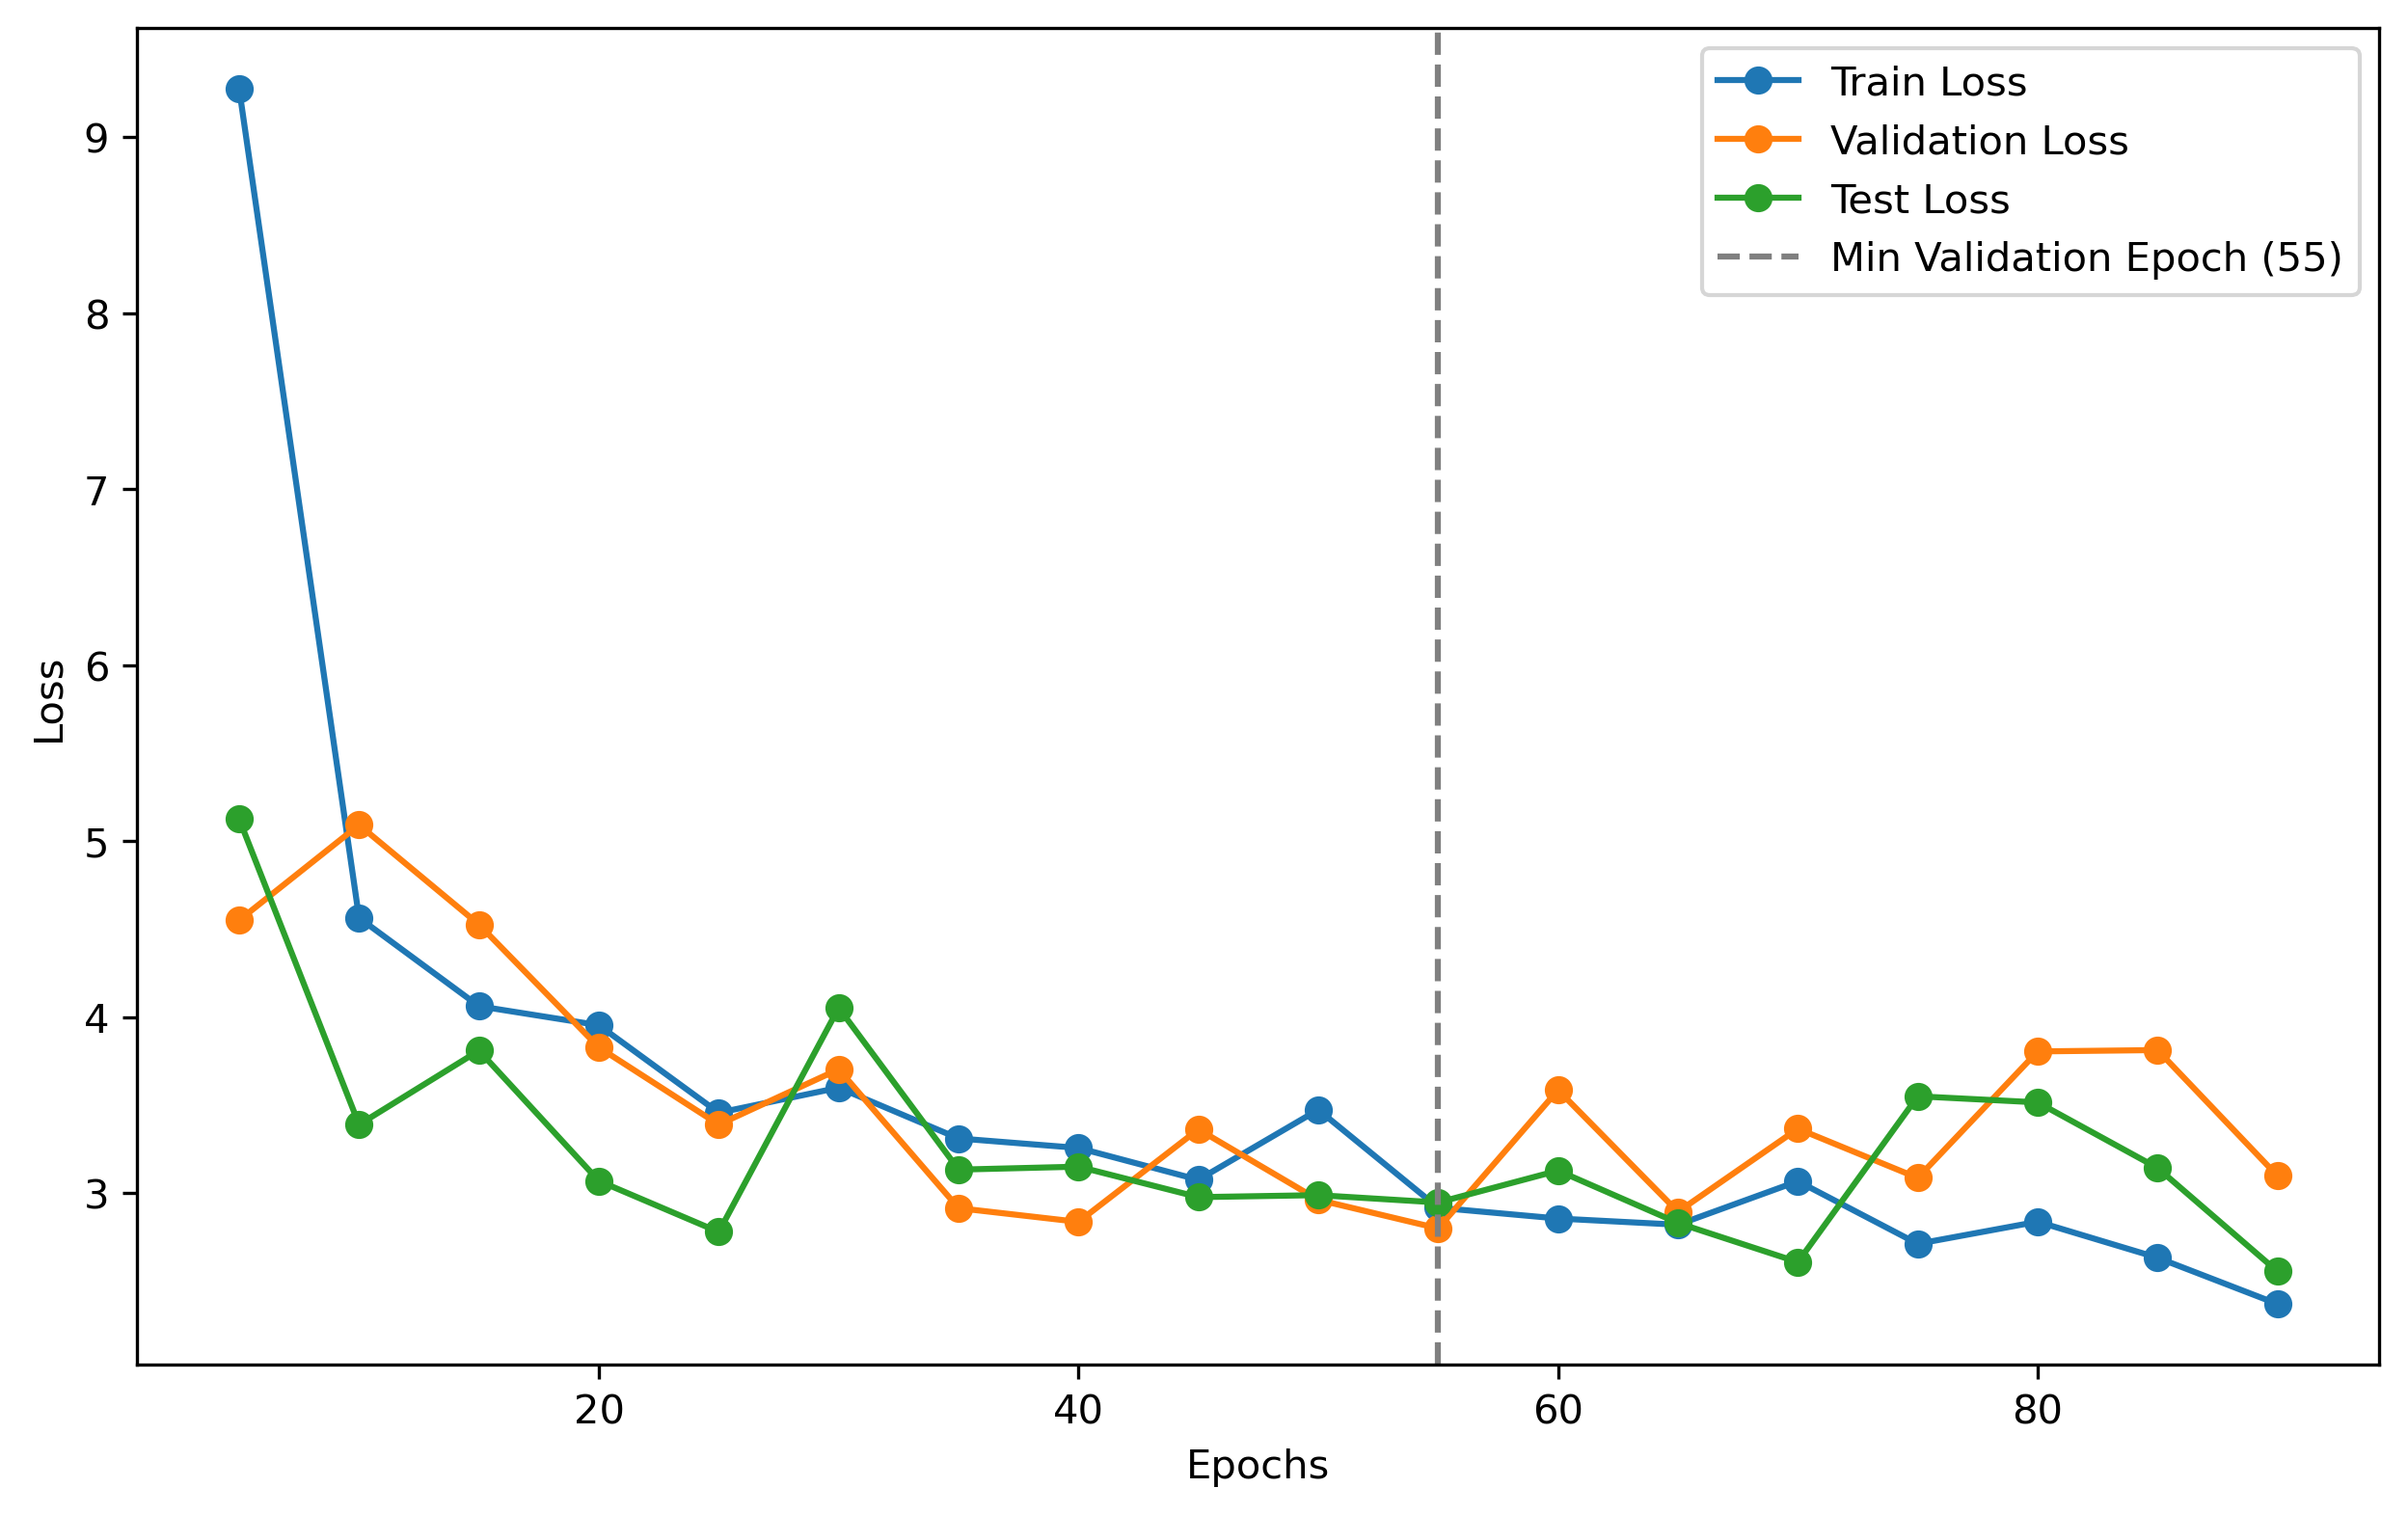 Train Loss
Validation Loss
Test Loss
Min Validation Epoch (55)
9
8
7
6
5
4
3
Loss
20 40 60 80
Epochs